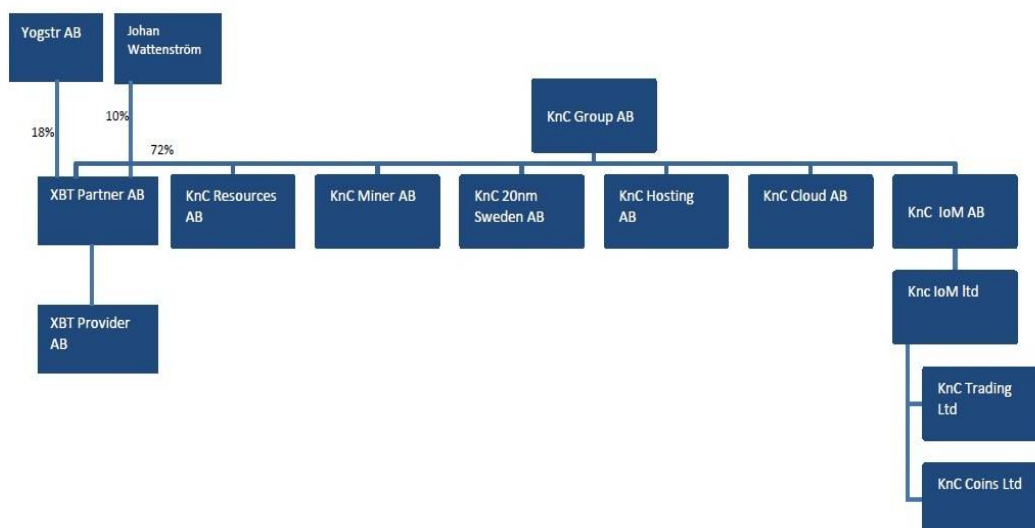 Yogstr AB
Johan
Wattenström
KnC Group AB
10%
18%
72%
XBT Partner AB
KnC Resources
AB
KnC Miner AB
KnC 20nm
Sweden AB
KnC Hosting
AB
KnC Cloud AB
KnC  IoM AB
Knc IoM ltd
XBT Provider
AB
KnC Trading
Ltd
KnC Coins Ltd